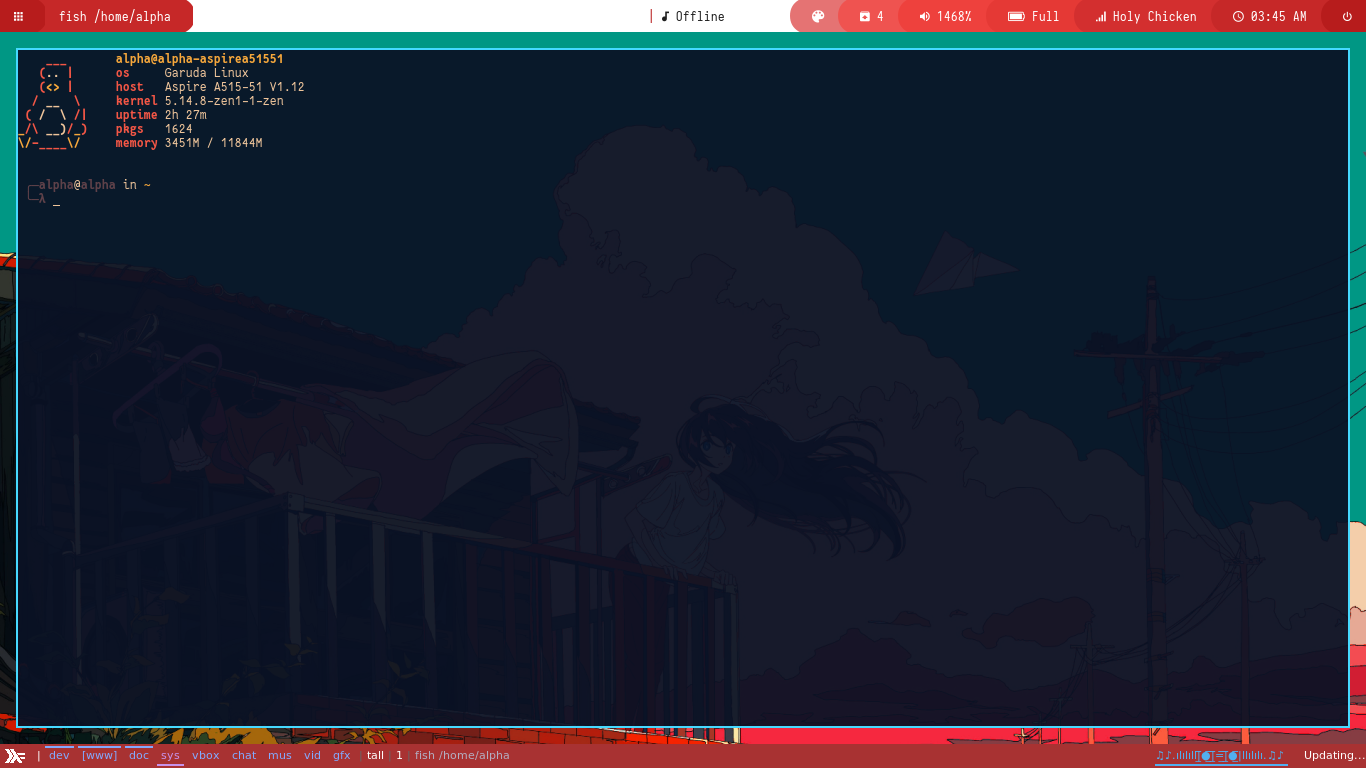 fish /home/alpha
Offline
4
1468%
Full
Holy Chicken
03:45 AM
alpha@alpha-aspirea51551
os Garuda Linux
host Aspire A515-51 V1.12
kernel 5.14.8-zen1-1-zen
uptime 2h 27m
pkgs 1624
memory 3451M / 11844M
alpha@alpha in ~
λ _
| dev [www] doc sys vbox chat mus vid gfx | tall 1 | fish /home/alpha
Updating...